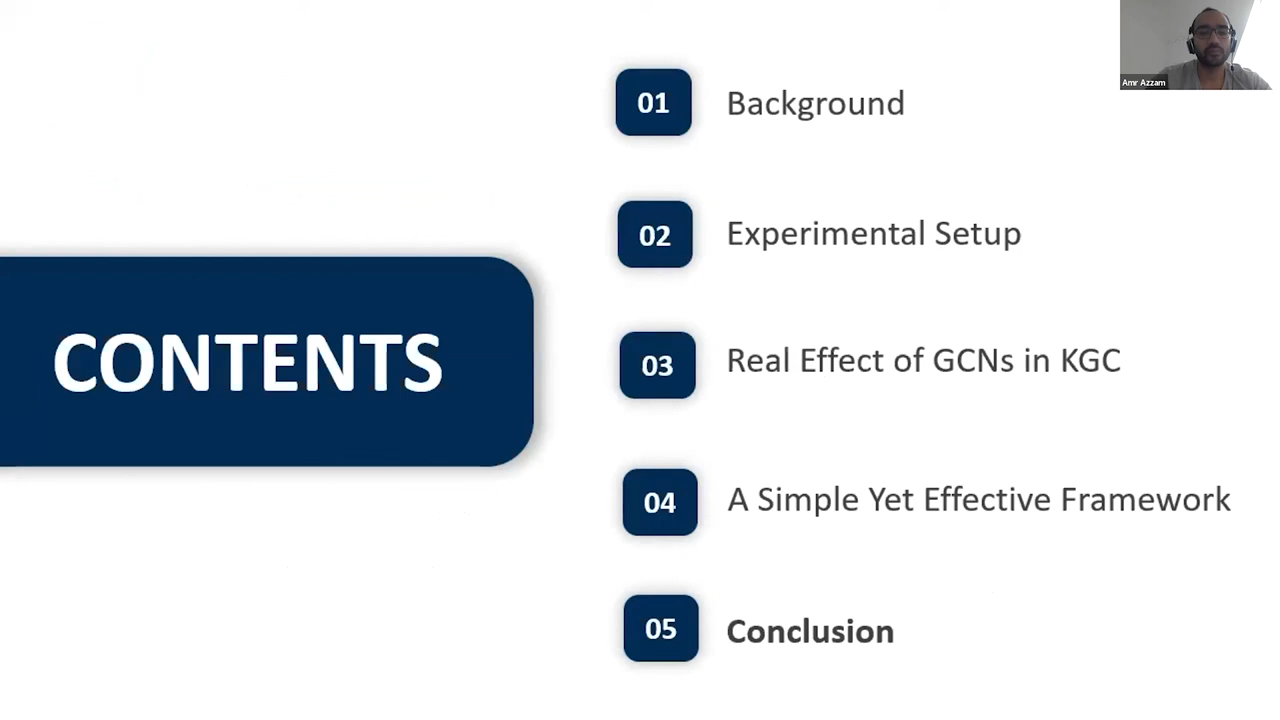 CONTENTS
01 Background
02 Experimental Setup
03 Real Effect of GCNs in KGC
04 A Simple Yet Effective Framework
05 Conclusion
Amr Azzam